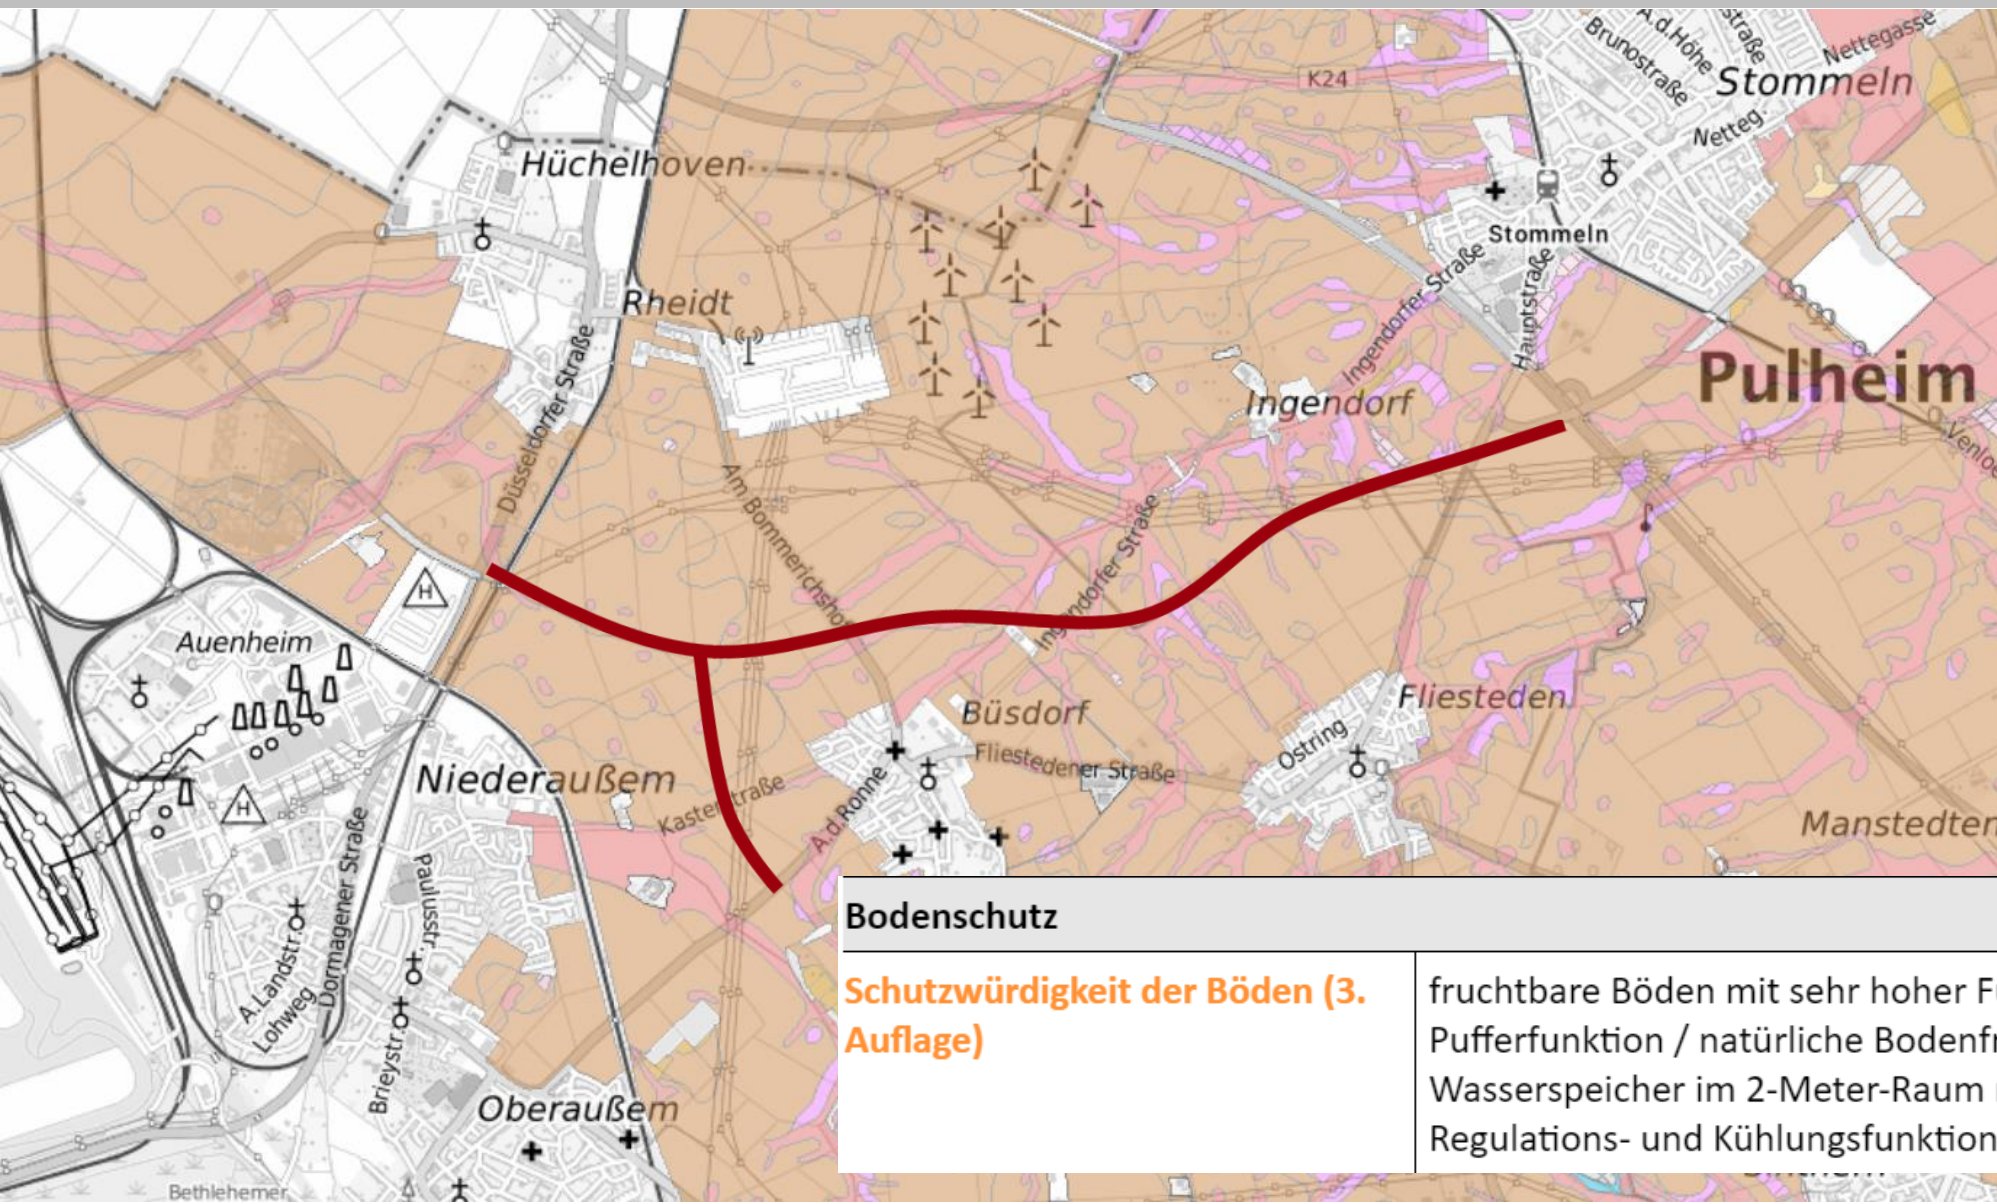 A.d.Höhe
Brunostraße
Nettegasse
Stommeln
K24
Netteg.
Hüchelhoven
Stommeln
Rheidt
Ingendorfer Straße
Hauptstraße
Düsseldorfer Straße
Pulheim
Ingendorf
Am Bommerichshof
Ingendorfer Straße
H
Auenheim
Büsdorf
Fliesteden
Ostring
Niederaußem
Fliestedener Straße
Kasterstraße
A.d.Ronne
H
Manstedten
Paulusstr.
Dormagener Straße
A.Landstr.
Lohweg
Brieystr.
Oberaußem
Bethlehemer
Bodenschutz
Schutzwürdigkeit der Böden (3.
Auflage)
fruchtbare Böden mit sehr hoher
Pufferfunktion / natürliche
Wasserspeicher im 2-Meter-Raum
Regulations- und Kühlungsfunktion